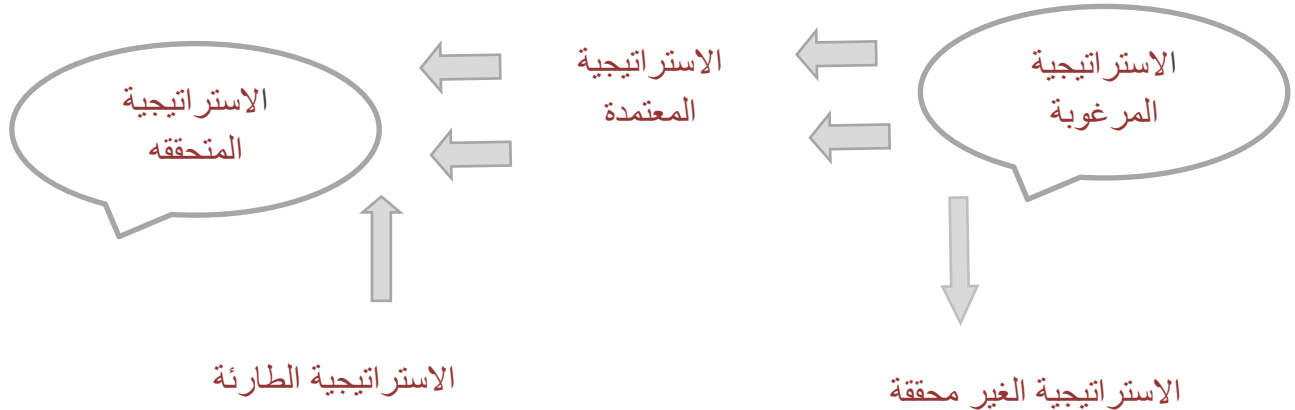 الاستراتيجية
المرغوبة
الاستراتيجية
المعتمدة
الاستراتيجية
المتحققه
الاستراتيجية الغير محققة
الاستراتيجية الطارئة